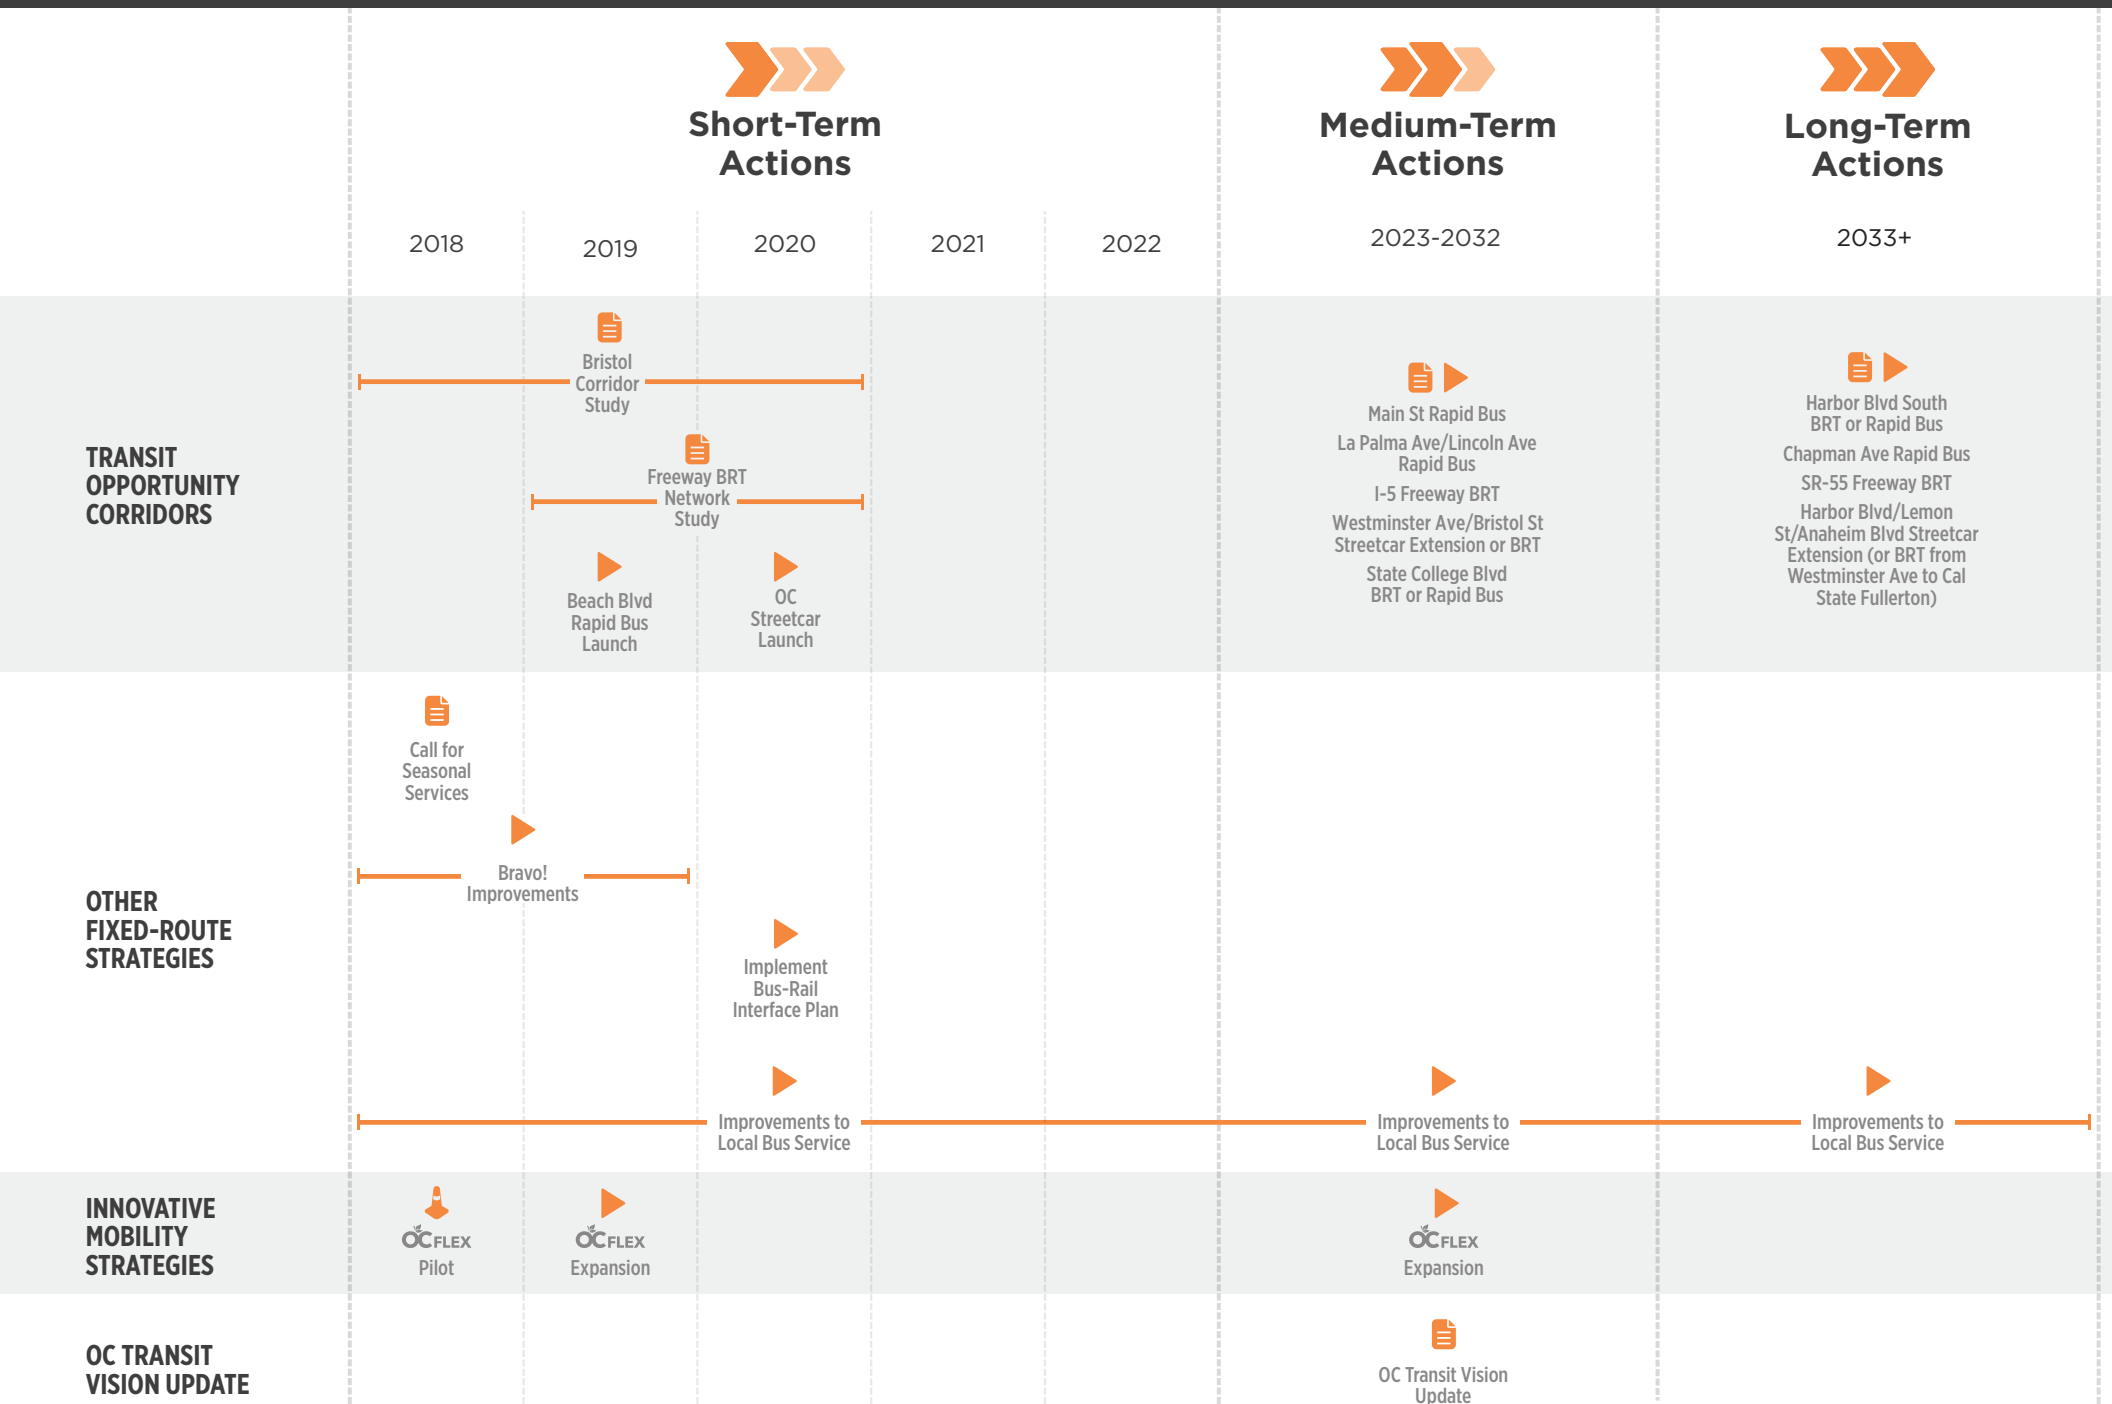 Short-Term
Actions
Medium-Term
Actions
Long-Term
Actions
2018
2019
2020
2021
2022
2023-2032
2033+
TRANSIT
OPPORTUNITY
CORRIDORS
Bristol
Corridor
Study
Freeway BRT
Network
Study
Beach Blvd
Rapid Bus
Launch
OC
Streetcar
Launch
Main St Rapid Bus
La Palma Ave/Lincoln Ave
Rapid Bus
I-5 Freeway BRT
Westminster Ave/Bristol St
Streetcar Extension or BRT
State College Blvd
BRT or Rapid Bus
Harbor Blvd South
BRT or Rapid Bus
Chapman Ave Rapid Bus
SR-55 Freeway BRT
Harbor Blvd/Lemon
St/Anaheim Blvd Streetcar
Extension (or BRT from
Westminster Ave to Cal
State Fullerton)
OTHER
FIXED-ROUTE
STRATEGIES
Call for
Seasonal
Services
Bravo!
Improvements
Implement
Bus-Rail
Interface Plan
Improvements to
Local Bus Service
Improvements to
Local Bus Service
Improvements to
Local Bus Service
INNOVATIVE
MOBILITY
STRATEGIES
OC FLEX
Pilot
OC FLEX
Expansion
OC FLEX
Expansion
OC TRANSIT
VISION UPDATE
OC Transit Vision
Update